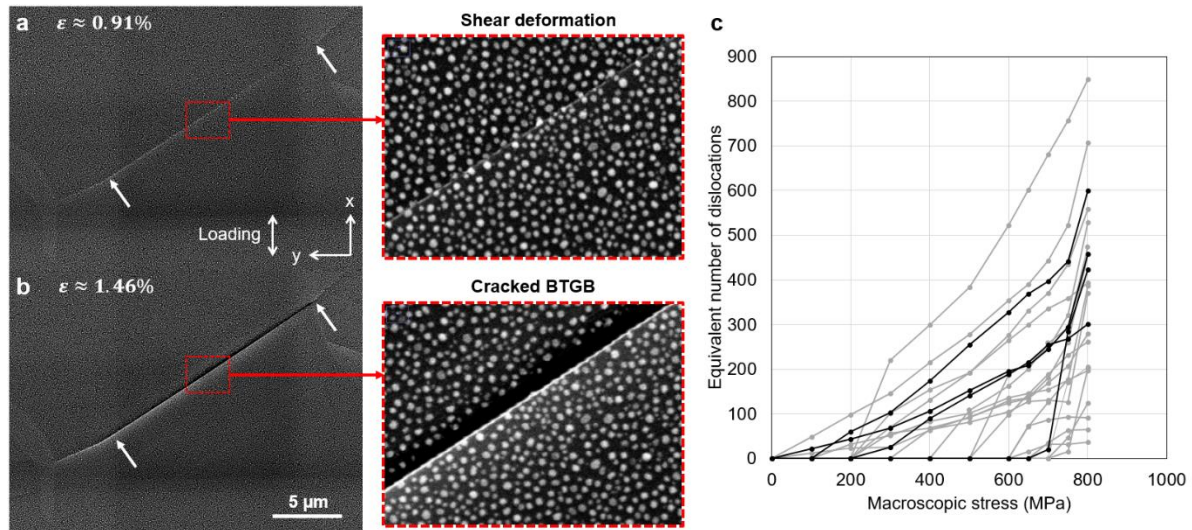 a
ε ≈ 0.91%
Shear deformation
Loading
x
y
b
ε ≈ 1.46%
Cracked BTGB
5 μm
c
Equivalent number of dislocations
900
800
700
600
500
400
300
200
100
0
0 200 400 600 800 1000
Macroscopic stress (MPa)